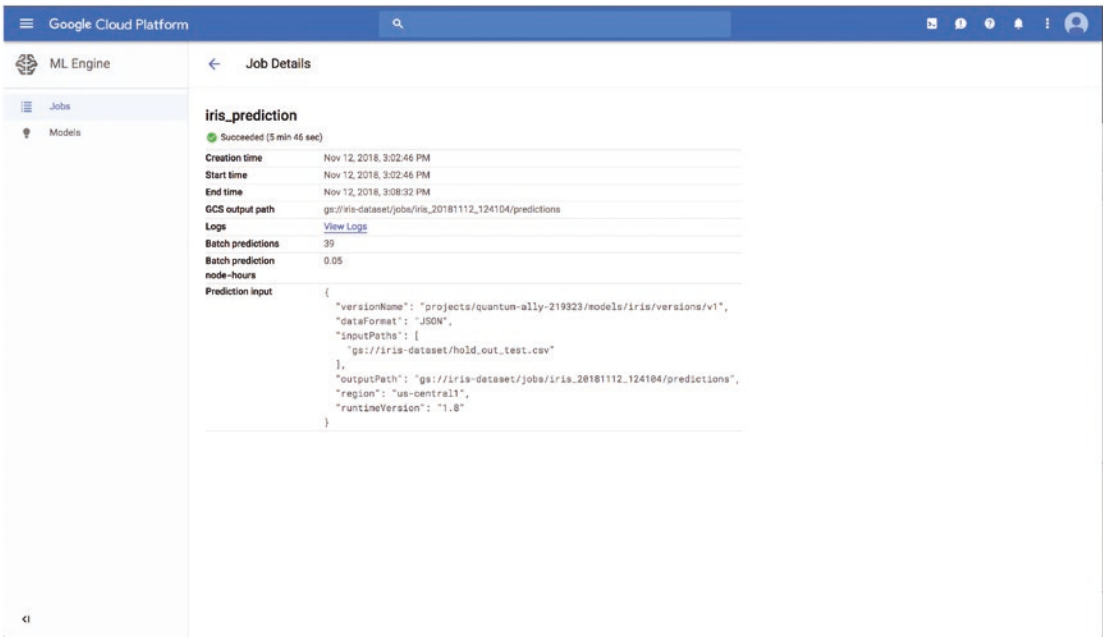 Google Cloud Platform
ML Engine
Job Details
Jobs
Models
iris_prediction
Succeeded (5 min 46 sec)
Creation time Nov 12, 2018, 3:02:46 PM
Start time Nov 12, 2018, 3:02:46 PM
End time Nov 12, 2018, 3:08:32 PM
GCS output path gs://iris-dataset/jobs/iris_20181112_124104/predictions
Logs View Logs
Batch predictions 39
Batch prediction 0.05
node-hours
Prediction input {
"versionName": "projects/quantum-ally-219323/models/iris/versions/v1",
"dataFormat": "JSON",
"inputPaths": [
"gs://iris-dataset/hold_out_test.csv"
],
"outputPath": "gs://iris-dataset/jobs/iris_20181112_124104/predictions",
"region": "us-central1",
"runtimeVersion": "1.8"
}